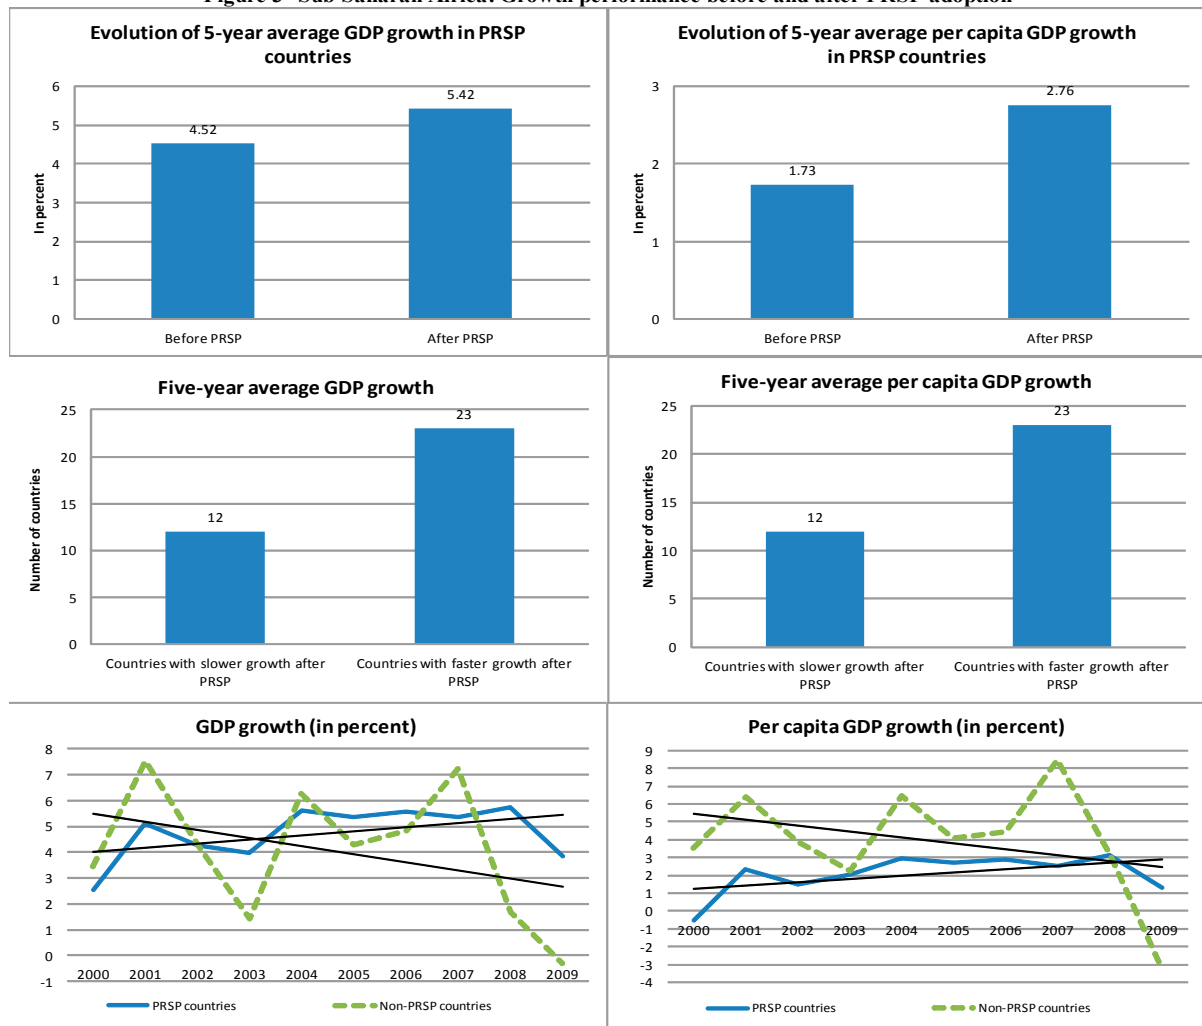 Figure 3- Sub-Saharan Africa: Growth performance before and after PRSP adoption
Evolution of 5-year average GDP growth in PRSP
countries
In percent
6
5
4
3
2
1
0
4.52
5.42
Before PRSP
After PRSP
Evolution of 5-year average per capita GDP growth
in PRSP countries
In percent
3
2
1
0
1.73
2.76
Before PRSP
After PRSP
Five-year average GDP growth
Number of countries
25
20
15
10
5
0
12
23
Countries with slower growth after
PRSP
Countries with faster growth after
PRSP
Five-year average per capita GDP growth
Number of countries
25
20
15
10
5
0
12
23
Countries with slower growth after
PRSP
Countries with faster growth after
PRSP
GDP growth (in percent)
8
7
6
5
4
3
2
1
0
-1
2000 2001 2002 2003 2004 2005 2006 2007 2008 2009
PRSP countries
Non-PRSP countries
Per capita GDP growth (in percent)
9
8
7
6
5
4
3
2
1
0
-1
-2
-3
-4
2000 2001 2002 2003 2004 2005 2006 2007 2008 2009
PRSP countries
Non-PRSP countries